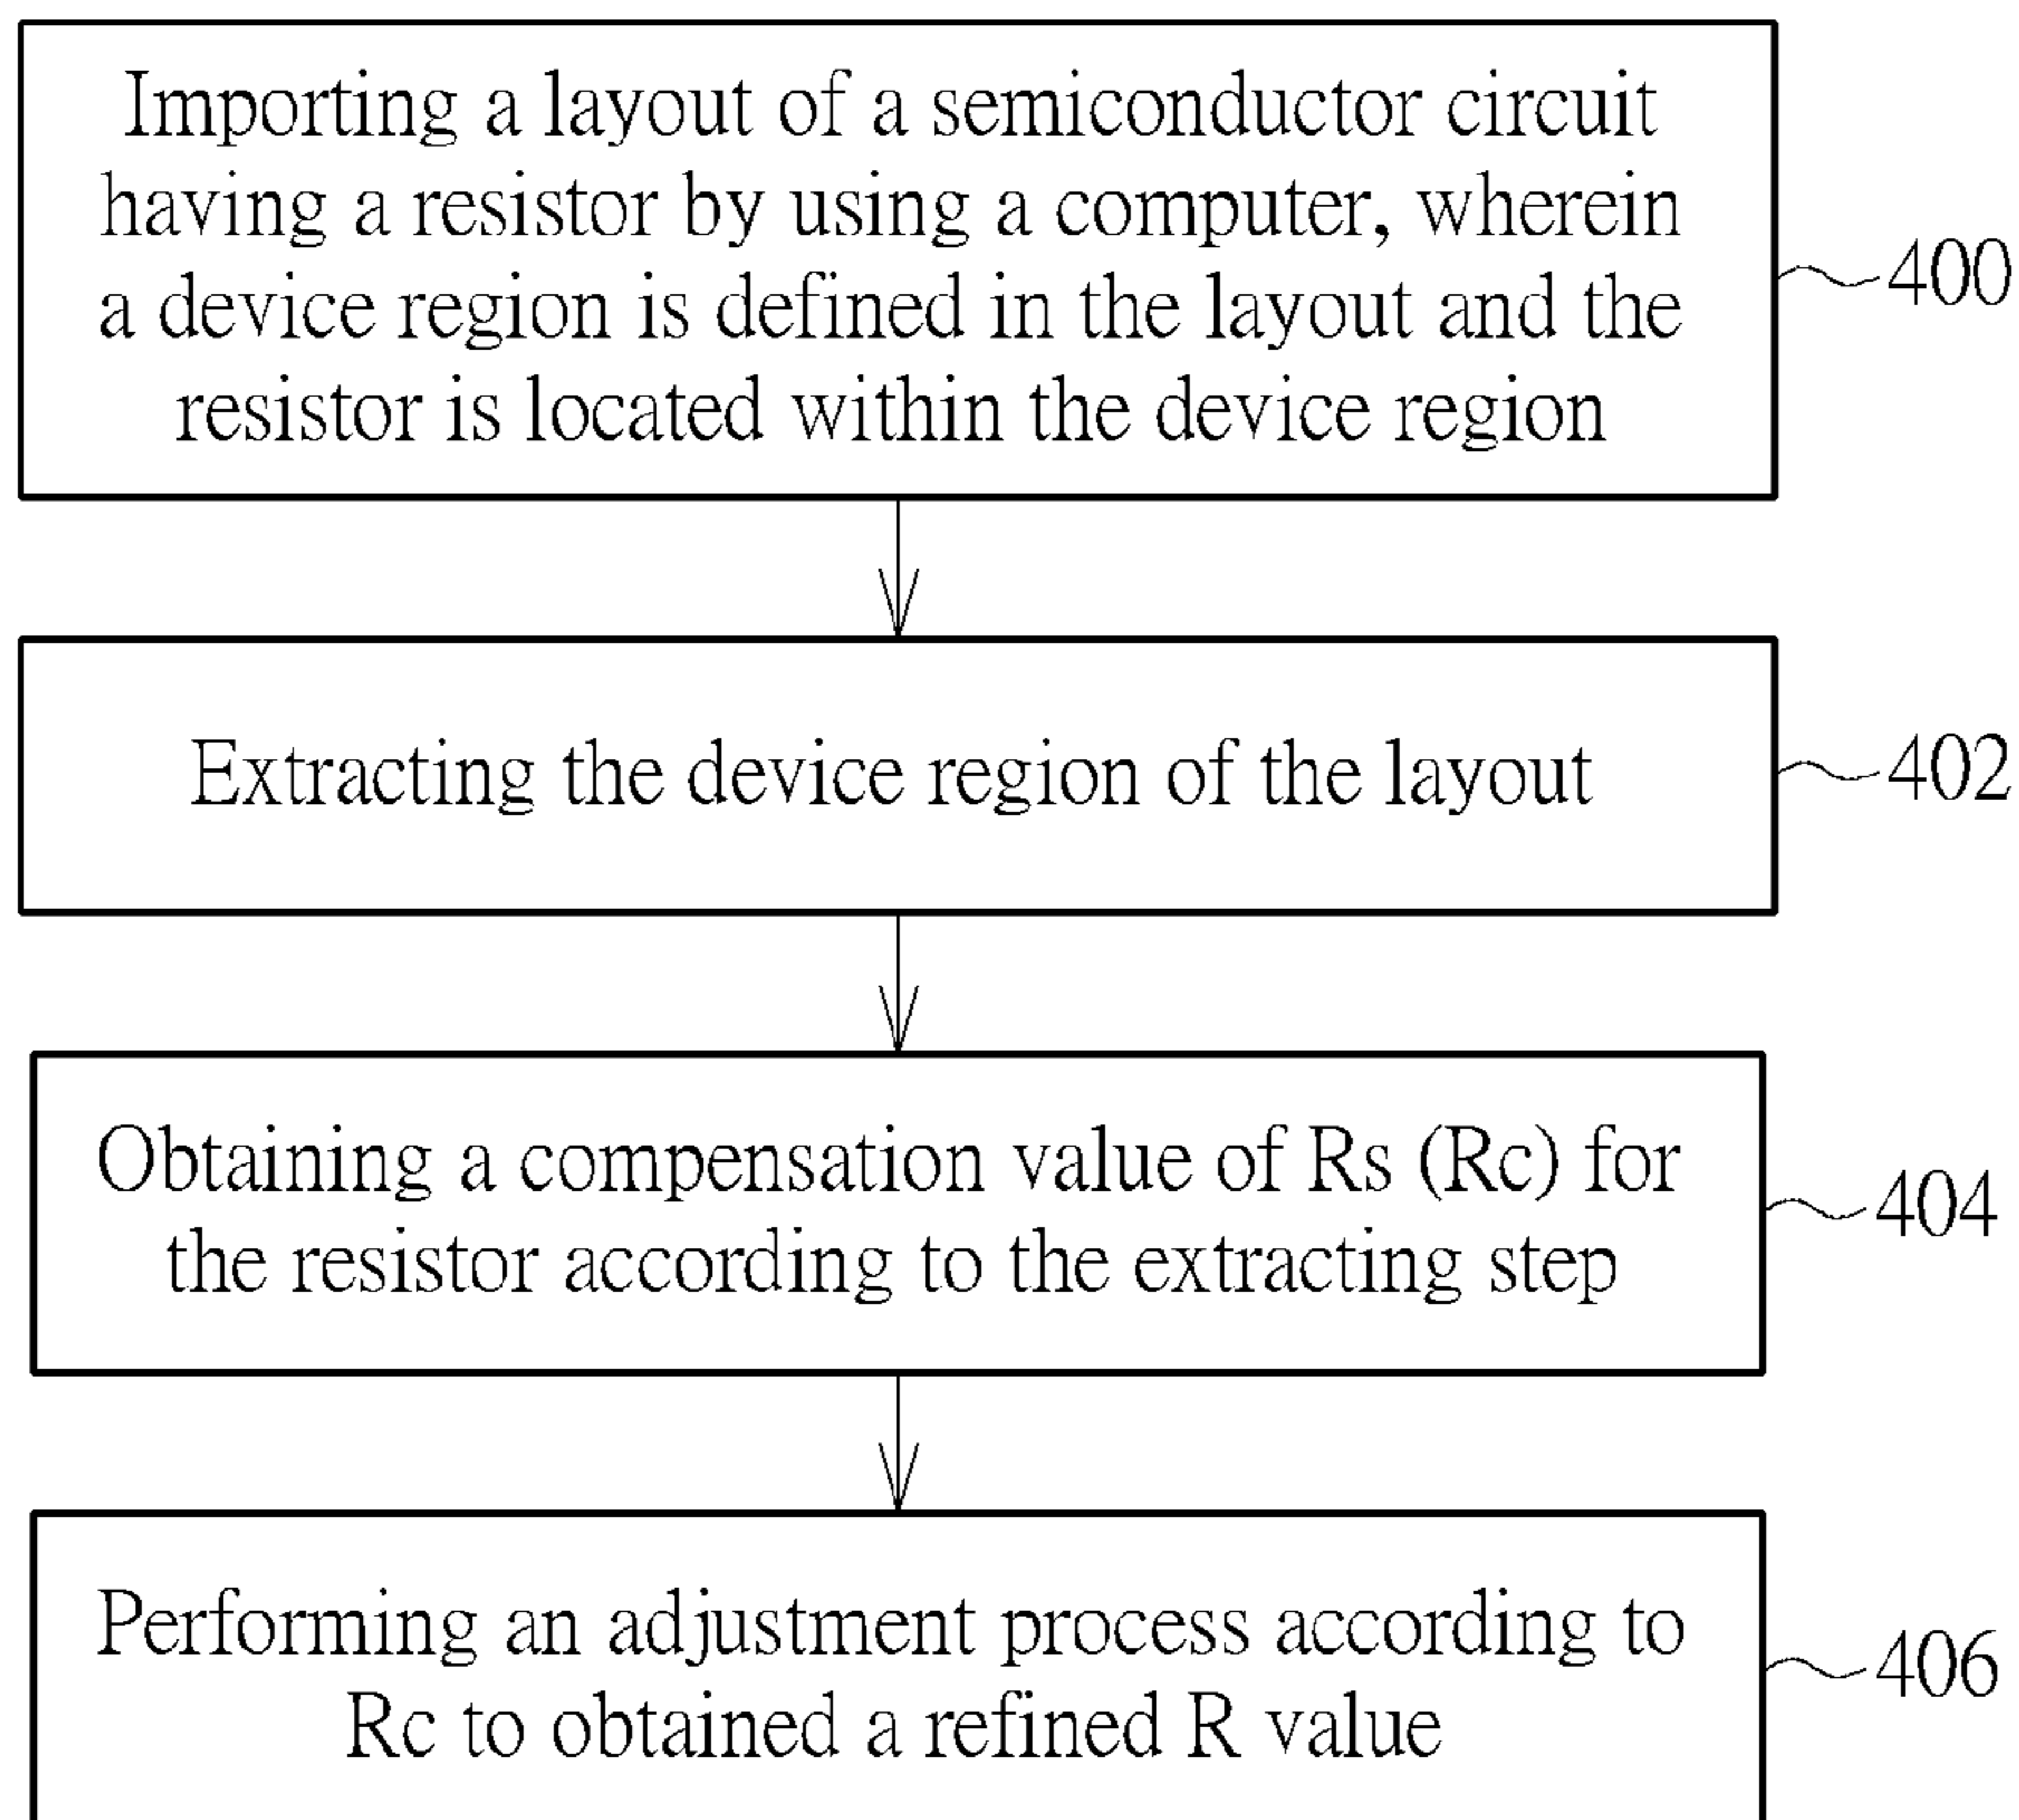 Importing a layout of a semiconductor circuit
having a resistor by using a computer, wherein
a device region is defined in the layout and the
resistor is located within the device region
400
Extracting the device region of the layout
402
Obtaining a compensation value of Rs (Rc) for
the resistor according to the extracting step
404
Performing an adjustment process according to
Rc to obtained a refined R value
406